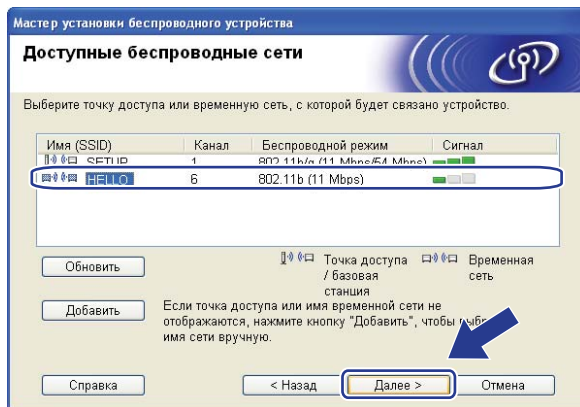 Мастер установки беспроводного устройства
Доступные беспроводные сети
Выберите точку доступа или временную сеть, с которой будет связано устройство.
Имя (SSID) Канал Беспроводной режим Сигнал
SETUP 1 802.11b/g (11 Mbps/54 Mbps)
HELLO 6 802.11b (11 Mbps)
Обновить
Точка доступа / базовая станция
Временная сеть
Добавить
Если точка доступа или имя временной сети не
отображаются, нажмите кнопку "Добавить", чтобы
имя сети вручную.
Справка < Назад Далее > Отмена